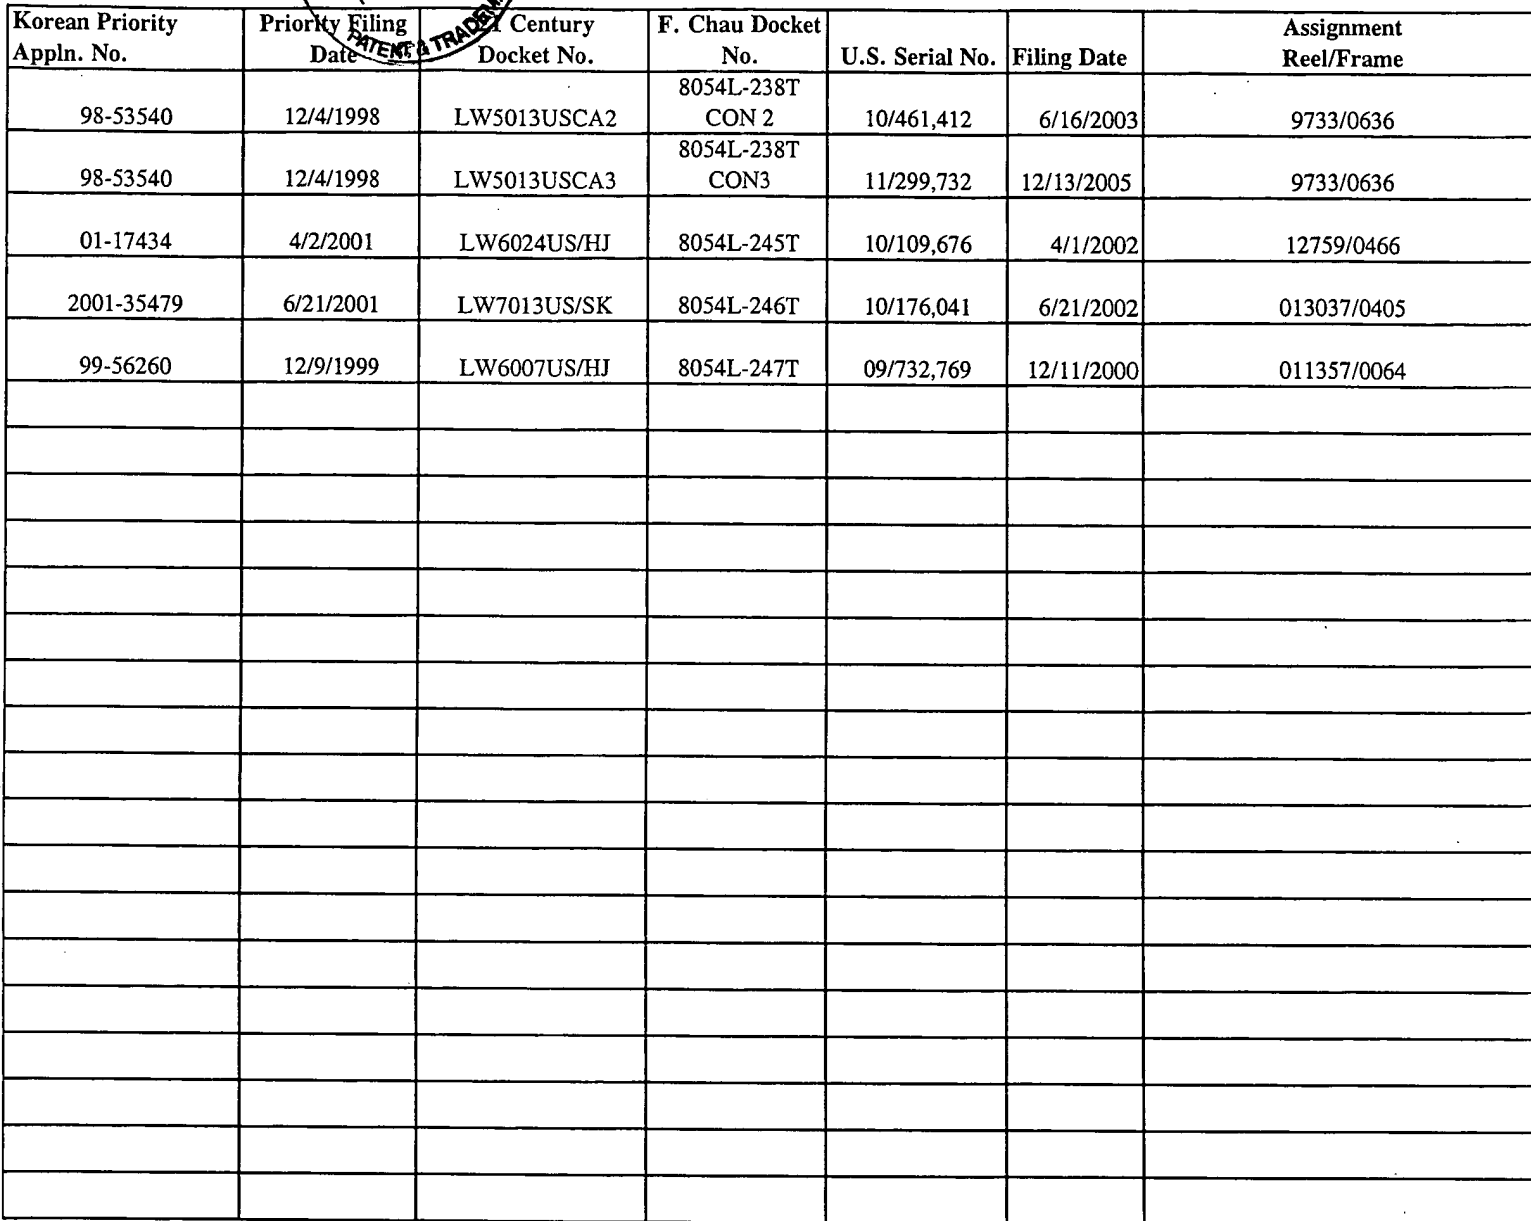 Korean Priority Appln. No. Priority Filing Date Century Docket No. F. Chau Docket No. U.S. Serial No. Filing Date Assignment Reel/Frame
PATENT & TRADEM
98-53540 12/4/1998 LW5013USCA2 8054L-238T CON 2 10/461,412 6/16/2003 9733/0636
98-53540 12/4/1998 LW5013USCA3 8054L-238T CON3 11/299,732 12/13/2005 9733/0636
01-17434 4/2/2001 LW6024US/HJ 8054L-245T 10/109,676 4/1/2002 12759/0466
2001-35479 6/21/2001 LW7013US/SK 8054L-246T 10/176,041 6/21/2002 013037/0405
99-56260 12/9/1999 LW6007US/HJ 8054L-247T 09/732,769 12/11/2000 011357/0064